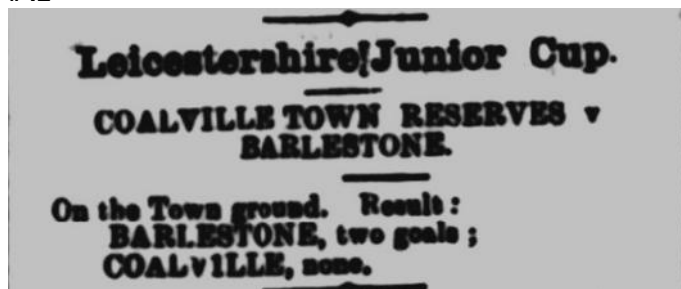 Leicestershire Junior Cup.
COALVILLE TOWN RESERVES v
BARLESTONE.
On the Town ground. Result :
BARLESTONE, two goals ;
COALVILLE, none.